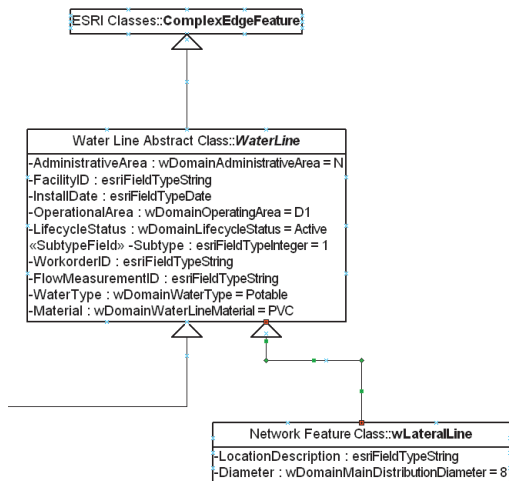 ESRI Classes::ComplexEdgeFeature
Water Line Abstract Class::WaterLine
-AdministrativeArea : wDomainAdministrativeArea = N
-FacilityID : esriFieldTypeString
-InstallDate : esriFieldTypeDate
-OperationalArea : wDomainOperatingArea = D1
-LifecycleStatus : wDomainLifecycleStatus = Active
«SubtypeField» -Subtype : esriFieldTypeInteger = 1
-WorkorderID : esriFieldTypeString
-FlowMeasurementID : esriFieldTypeString
-WaterType : wDomainWaterType = Potable
-Material : wDomainWaterLineMaterial = PVC
Network Feature Class::wLateralLine
-LocationDescription : esriFieldTypeString
-Diameter : wDomainMainDistributionDiameter = 8